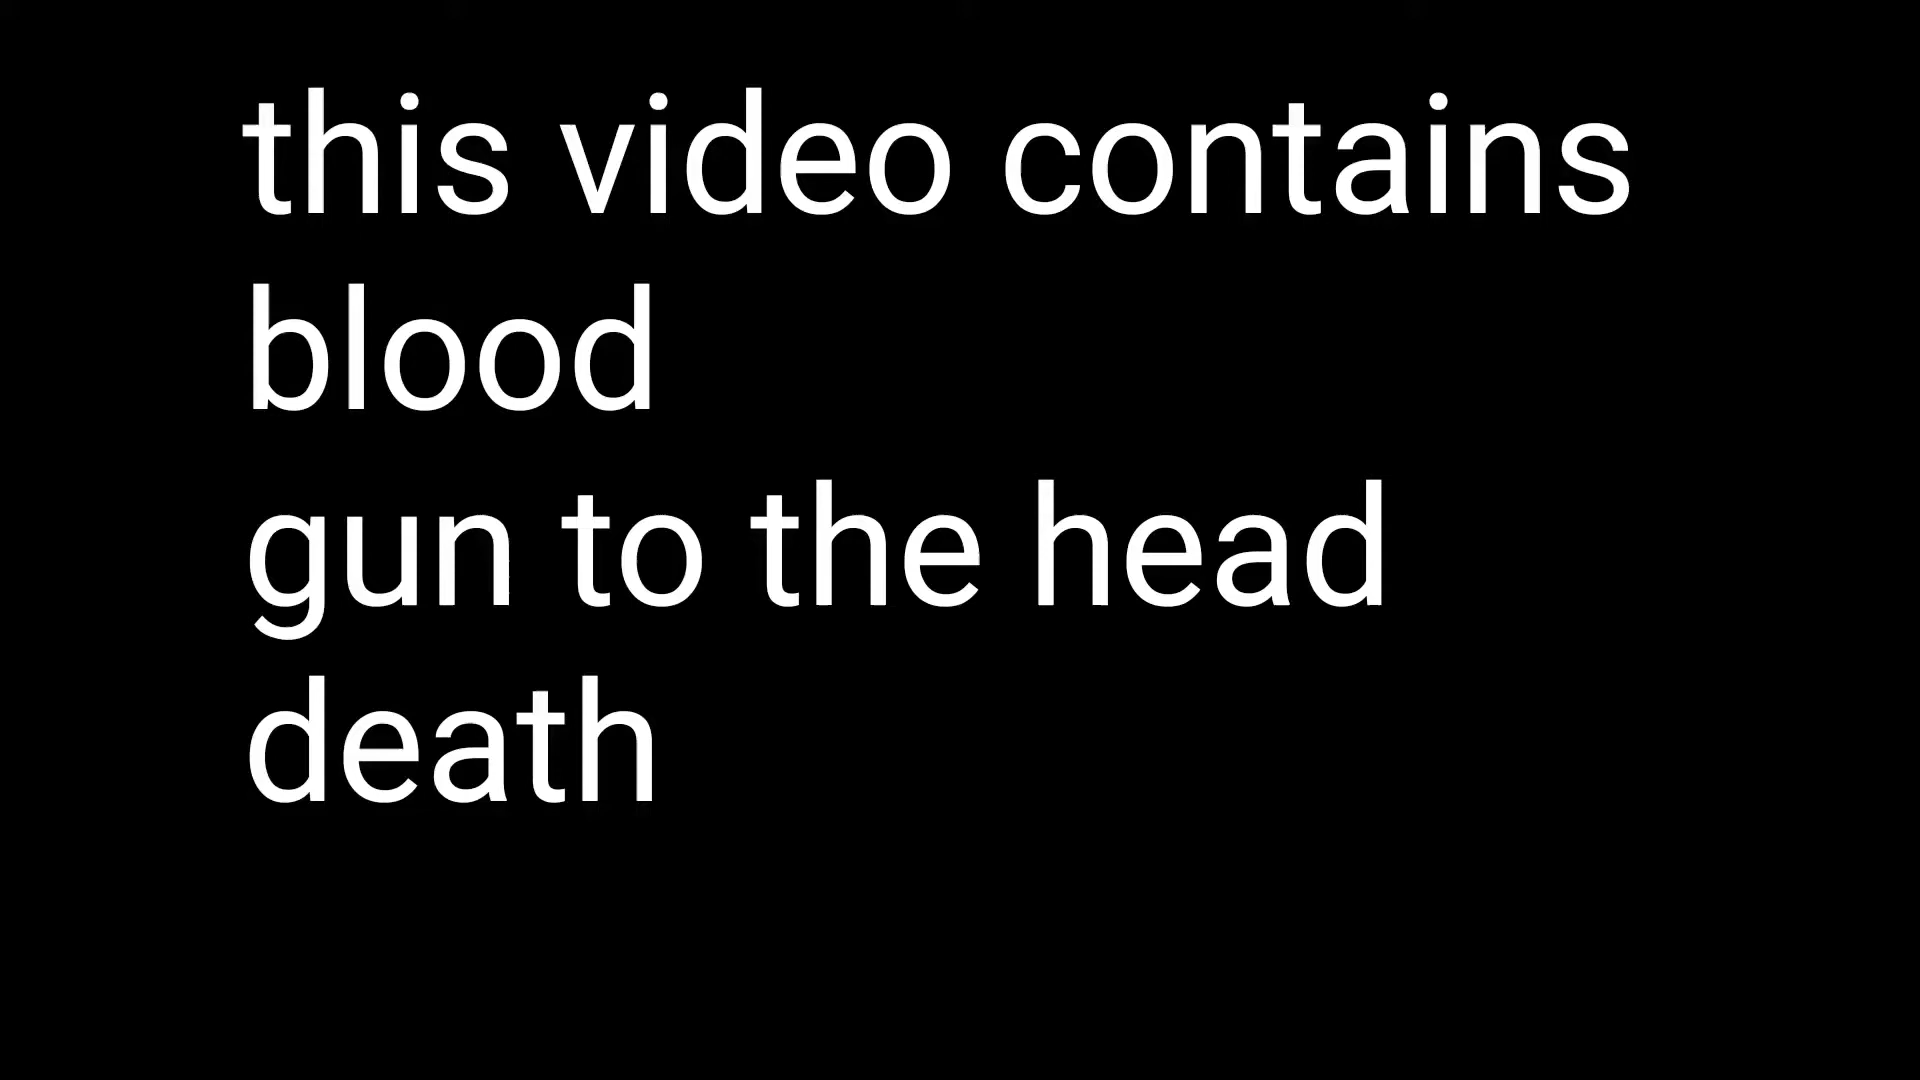 this video contains
blood
gun to the head
death